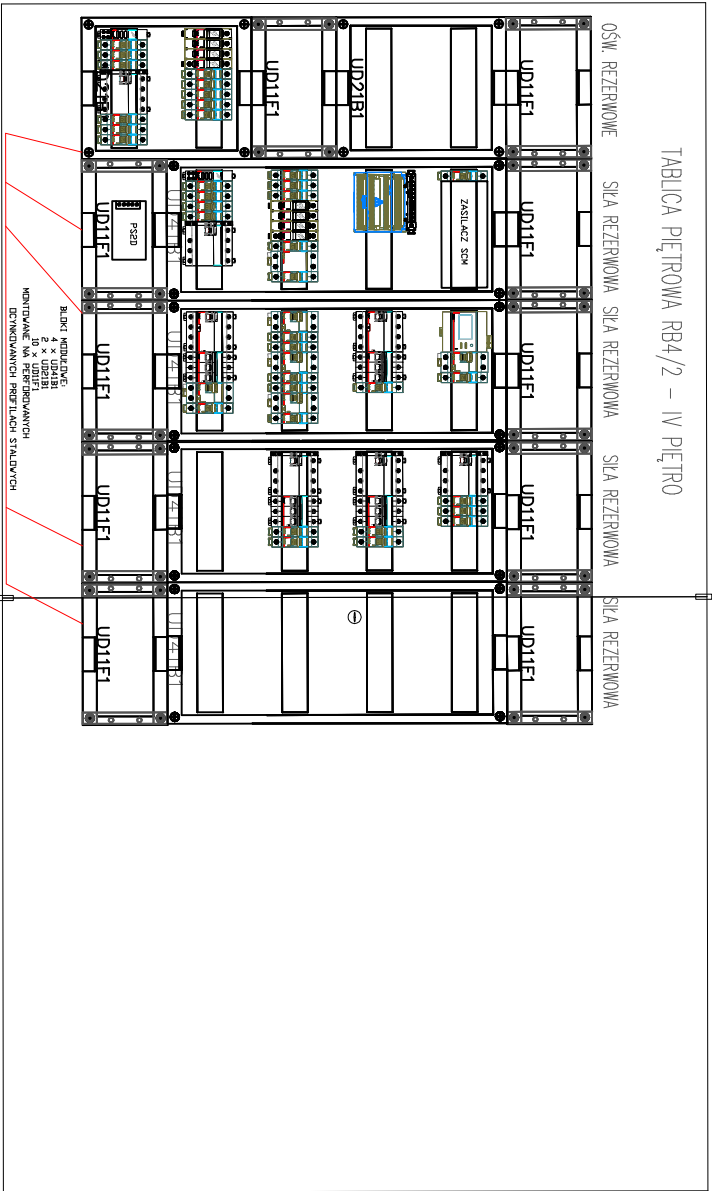 TABLICA PIĘTROWA RB4/2 – IV PIĘTRO
OŚW. REZERWOWE
SIŁA REZERWOWA
SIŁA REZERWOWA
SIŁA REZERWOWA
SIŁA REZERWOWA
UD11F1
UD11F1
UD11F1
UD11F1
UD11F1
ZASILACZ SCM
UD21B1
UD11F1
UD41B1
UD41B1
UD41B1
UD41B1
PS2D
UD11F1
UD11F1
UD11F1
UD11F1
BLOKI MODUŁOWE:
4 x UD41B1
2 x UD21B1
10 x UD11F1
MONTOWANE NA PERFEROWANYCH
OCYNKOWANYCH PROFILACH STALOWYCH